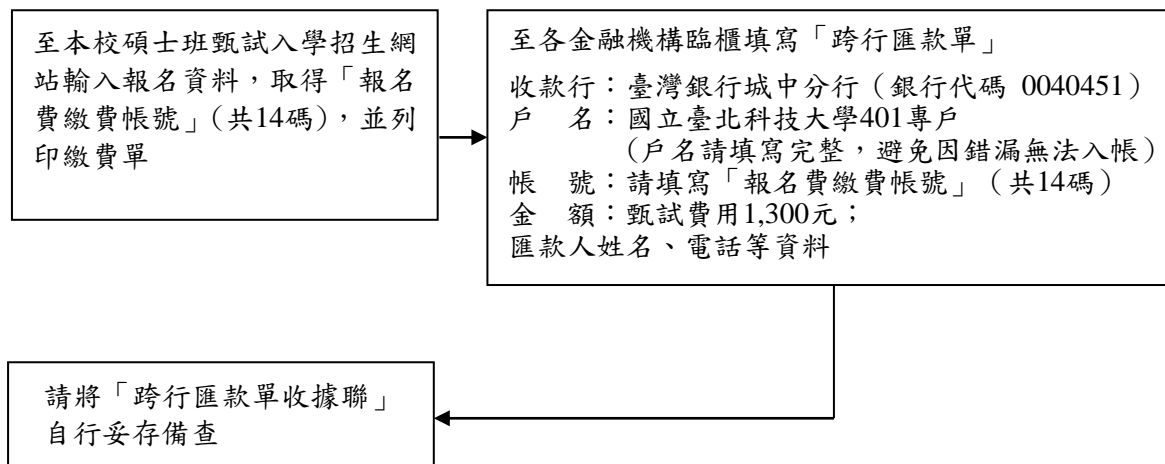 至本校碩士班甄試入學招生網
站輸入報名資料，取得「報名
費繳費帳號」(共14碼)，並列
印繳費單
至各金融機構臨櫃填寫「跨行匯款單」
收款行：臺灣銀行城中分行（銀行代碼 0040451）
戶　名：國立臺北科技大學401專戶
（戶名請填寫完整，避免因錯漏無法入帳）
帳　號：請填寫「報名費繳費帳號」（共14碼）
金　額：甄試費用1,300元；
匯款人姓名、電話等資料
請將「跨行匯款單收據聯」
自行妥存備查